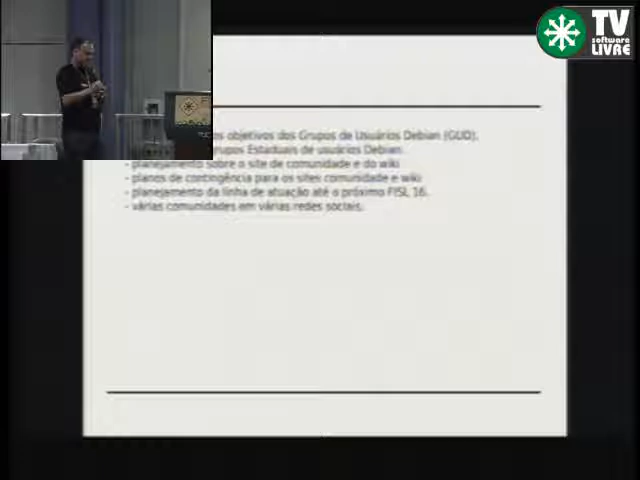 TV
software
LIVRE
os objetivos dos Grupos de Usuários Debian (GUD).
rupos Estaduais de usuários Debian
- planejamento sobre o site de comunidade e do wiki
- planos de contingência para os sites comunidade e wiki
- planejamento da linha de atuação até o próximo FISL 16.
- várias comunidades em várias redes sociais.